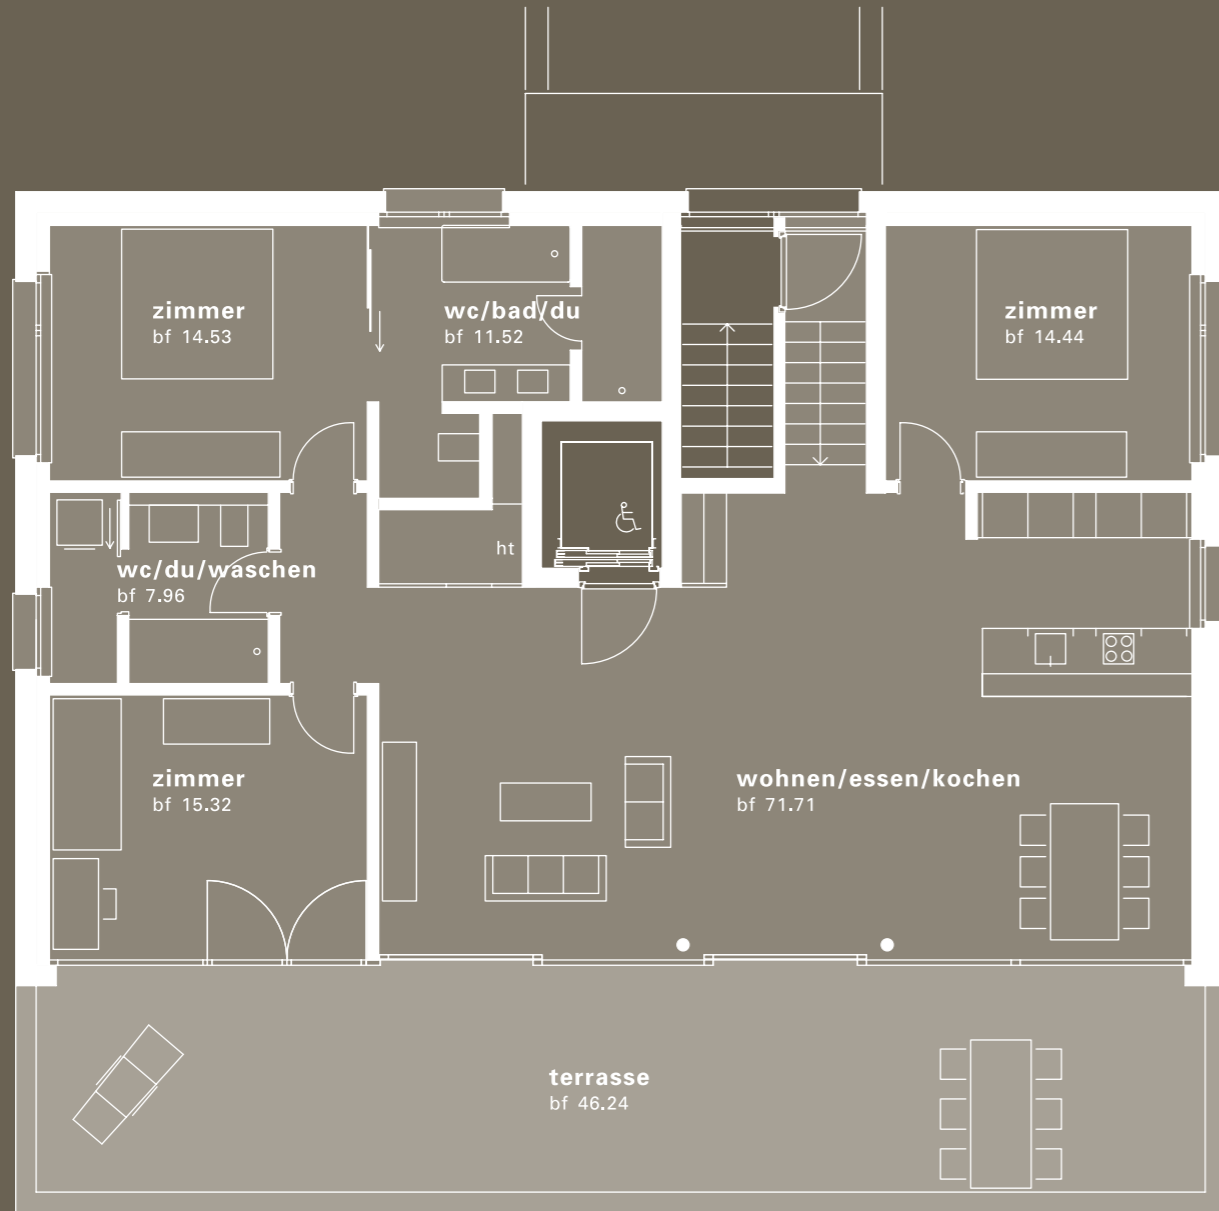 zimmer
bf 14.53
wc/bad/du
bf 11.52
zimmer
bf 14.44
ht
wc/du/waschen
bf 7.96
zimmer
bf 15.32
wohnen/essen/kochen
bf 71.71
terrasse
bf 46.24